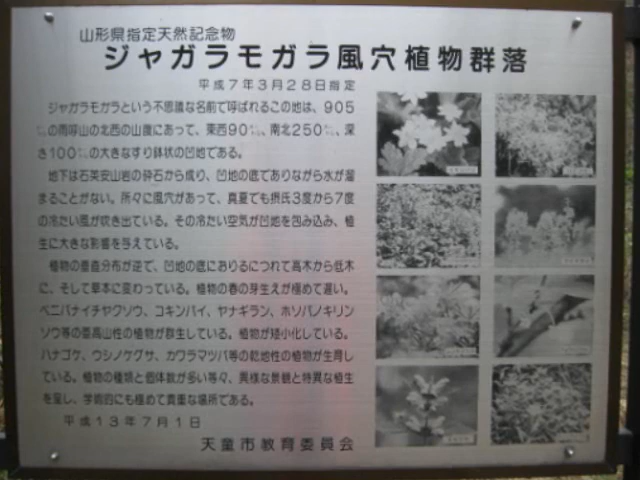 山形県指定天然記念物
ジャガラモガラ風穴植物群落
平成7年3月28日指定
ジャガラモガラという不思議な名前で呼ばれるこの地は、905
㍍の雨呼山の北西の山腹にあって、東西90㍍、南北250㍍、深
さ100㍍の大きなすり鉢状の凹地である。
地下は石英安山岩の砕石から成り、凹地の底でありながら水が溜
まることがない。所々に風穴があって、真夏でも摂氏3度から7度
の冷たい風が吹き出ている。その冷たい空気が凹地を包み込み、植
生に大きな影響を与えている。
植物の垂直分布が逆で、凹地の底におりるにつれて高木から低木
に、そして草本に変わっている。植物の春の芽生えが極めて遅い。
ベニバナイチヤクソウ、コキンバイ、ヤナギラン、ホソバノキリン
ソウ等の亜高山性の植物が群生している。植物が矮小化している。
ハナゴケ、ウシノケグサ、カワラマツバ等の乾地性の植物が生育し
ている。植物の種類と個体数が多い等々、異様な景観と特異な植生
を呈し、学術的にも極めて貴重な場所である。
平成13年7月1日
天童市教育委員会